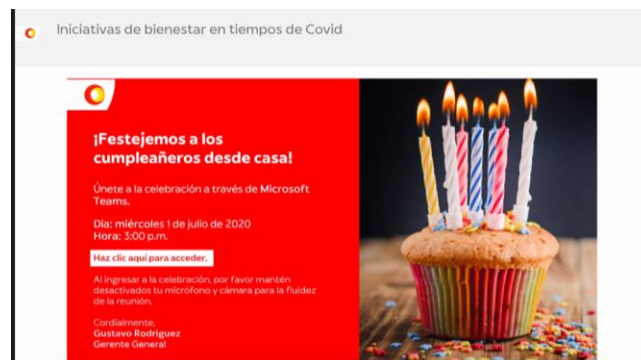 Iniciativas de bienestar en tiempos de Covid
¡Festejemos a los
cumpleañeros desde casa!
Únete a la celebración a través de Microsoft
Teams.
Día: miércoles 1 de julio de 2020
Hora: 3:00 p.m.
Haz clic aquí para acceder.
Al ingresar a la celebración, por favor mantén
desactivados tu micrófono y cámara para la fluidez
de la reunión.
Cordialmente,
Gustavo Rodríguez
Gerente General